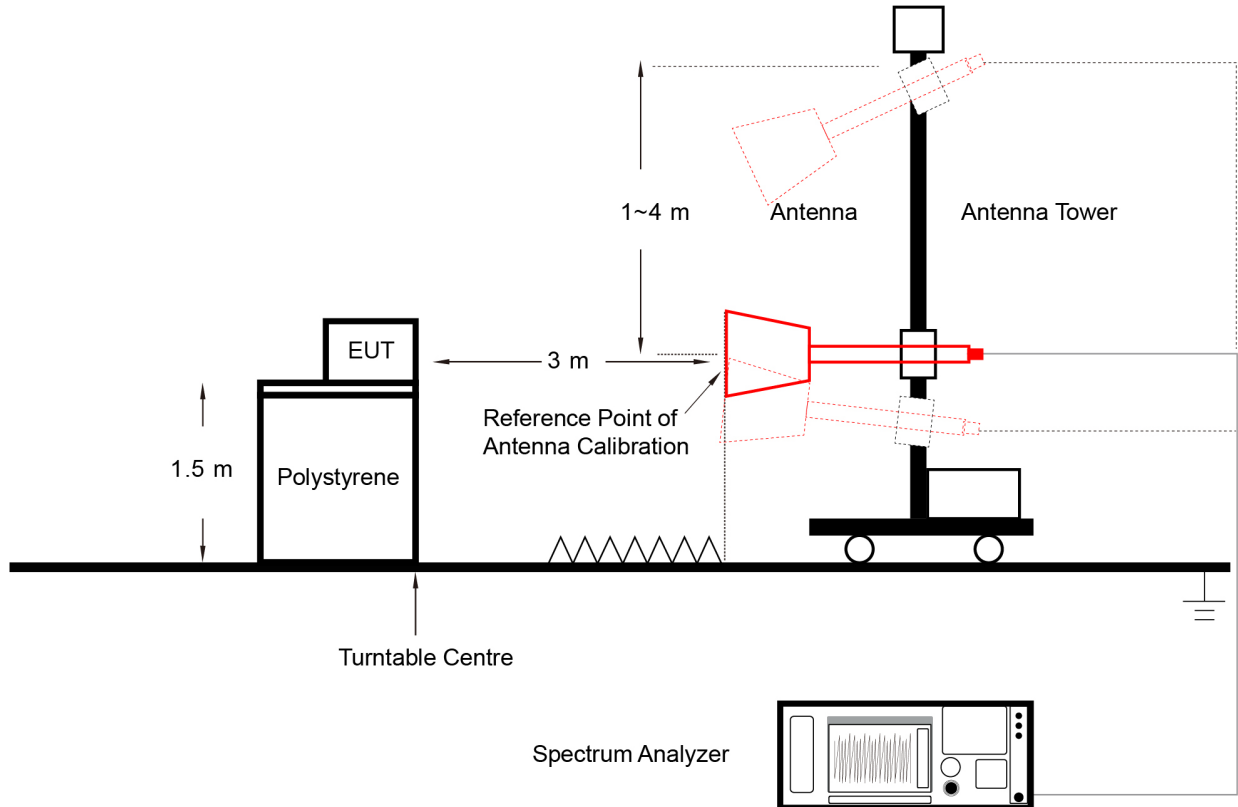 1~4 m
Antenna
Antenna Tower
EUT
3 m
Reference Point of
Antenna Calibration
1.5 m
Polystyrene
Turntable Centre
Spectrum Analyzer